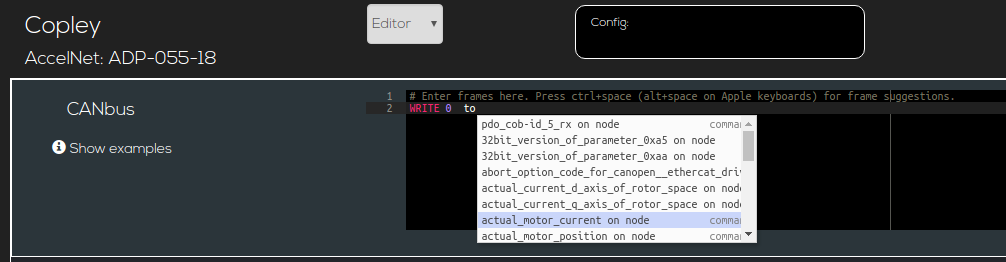 Copley
AccelNet: ADP-055-18
Editor
Config:
CANbus
Show examples
1 # Enter frames here. Press ctrl+space (alt+space on Apple keyboards) for frame suggestions.
2 WRITE 0 to
pdo_cob-id_5_rx on node comma
32bit_version_of_parameter_0xa5 on node
32bit_version_of_parameter_0xaa on node
abort_option_code_for_canopen__ethercat_driv
actual_current_d_axis_of_rotor_space on node
actual_current_q_axis_of_rotor_space on node
actual_motor_current on node comma
actual_motor_position on node comma